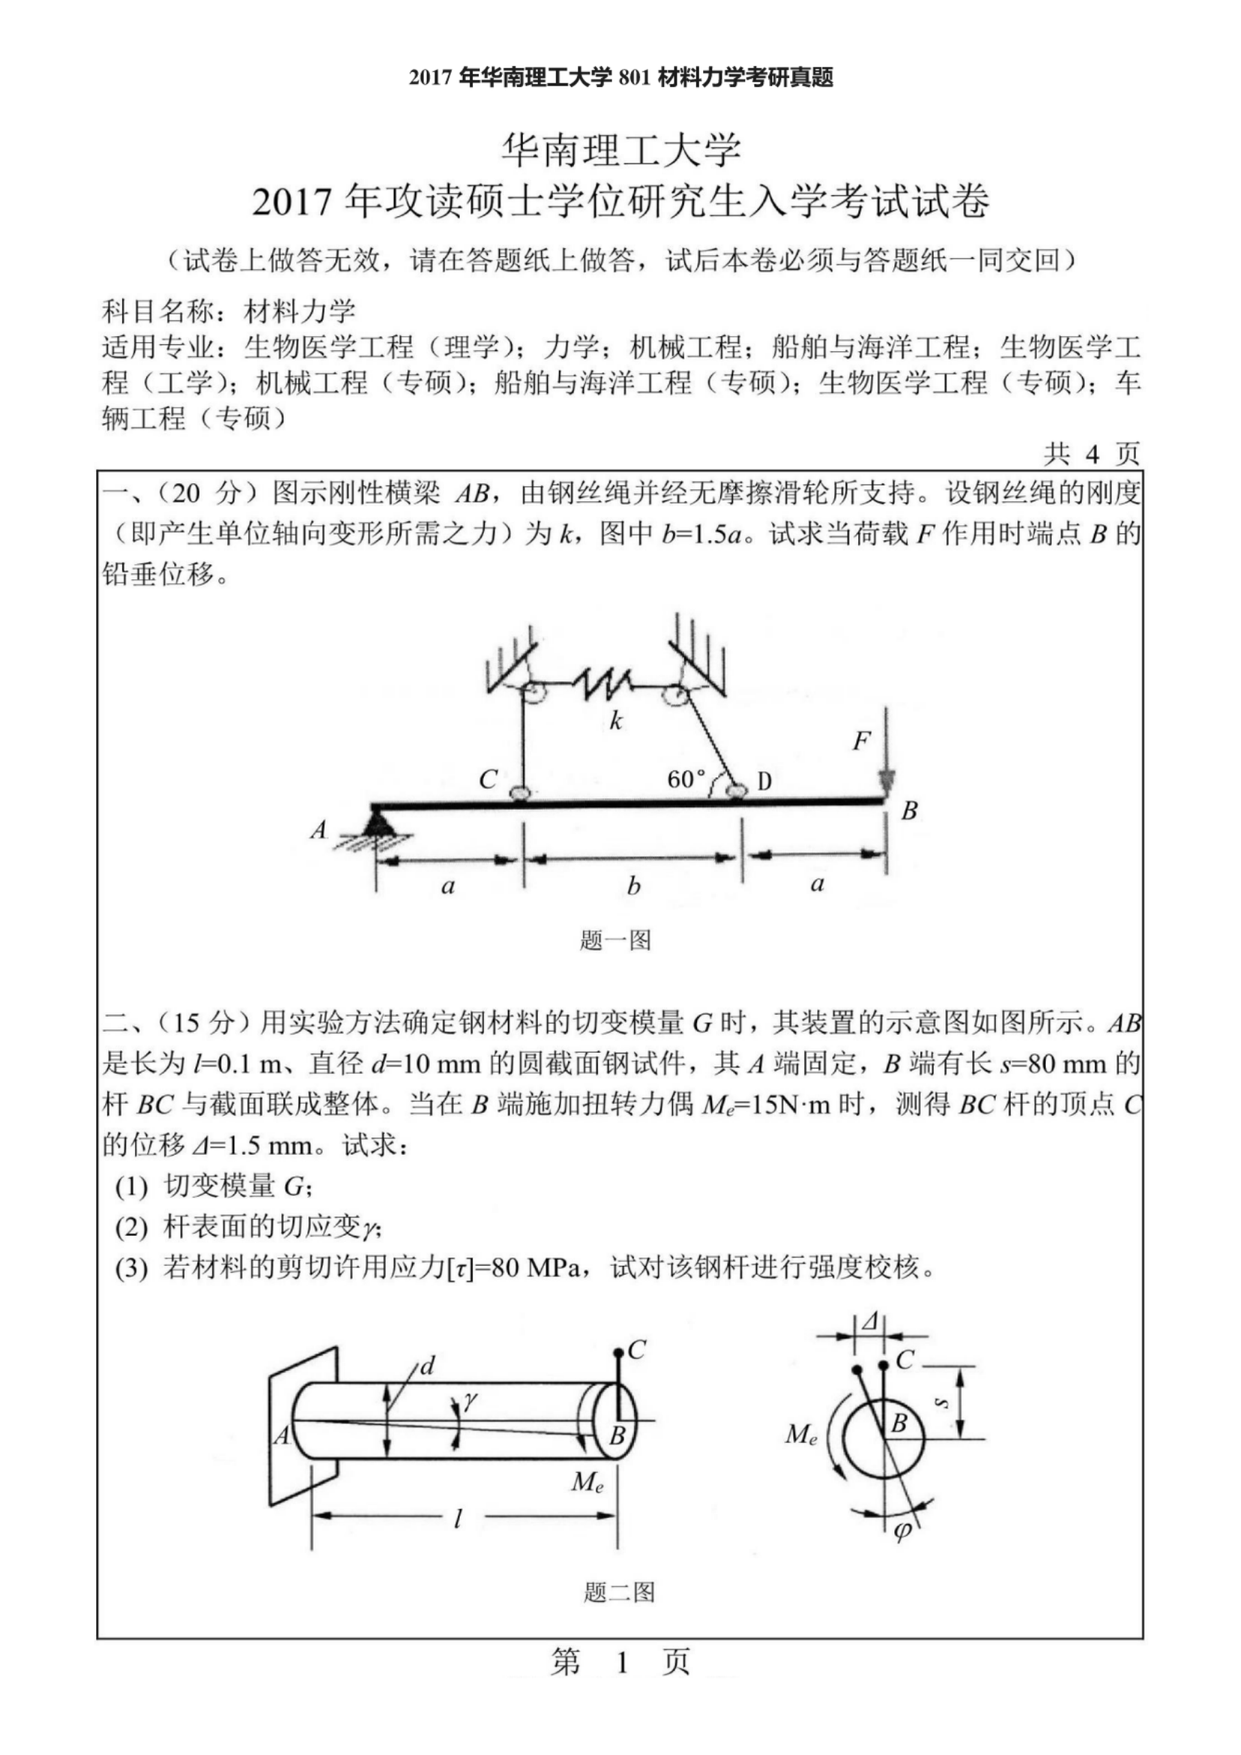 2017 年华南理工大学 801 材料力学考研真题
华南理工大学
2017 年攻读硕士学位研究生入学考试试卷
（试卷上做答无效，请在答题纸上做答，试后本卷必须与答题纸一同交回）
科目名称：材料力学
适用专业：生物医学工程（理学）；力学；机械工程；船舶与海洋工程；生物医学工
程（工学）；机械工程（专硕）；船舶与海洋工程（专硕）；生物医学工程（专硕）；车
辆工程（专硕）
共 4 页
一、（20 分）图示刚性横梁 AB，由钢丝绳并经无摩擦滑轮所支持。设钢丝绳的刚度
（即产生单位轴向变形所需之力）为 k，图中 b=1.5a。试求当荷载 F 作用时端点 B 的
铅垂位移。
k
F
C
60°
D
A
B
a
b
a
题一图
二、（15 分）用实验方法确定钢材料的切变模量 G 时，其装置的示意图如图所示。AB
是长为 l=0.1 m、直径 d=10 mm 的圆截面钢试件，其 A 端固定，B 端有长 s=80 mm 的
杆 BC 与截面联成整体。当在 B 端施加扭转力偶 Me=15N·m 时，测得 BC 杆的顶点 C
的位移 Δ=1.5 mm。试求：
(1) 切变模量 G；
(2) 杆表面的切应变γ；
(3) 若材料的剪切许用应力[τ]=80 MPa，试对该钢杆进行强度校核。
C
d
γ
A
B
Me
l
Δ
C
s
B
Me
φ
题二图
第 1 页